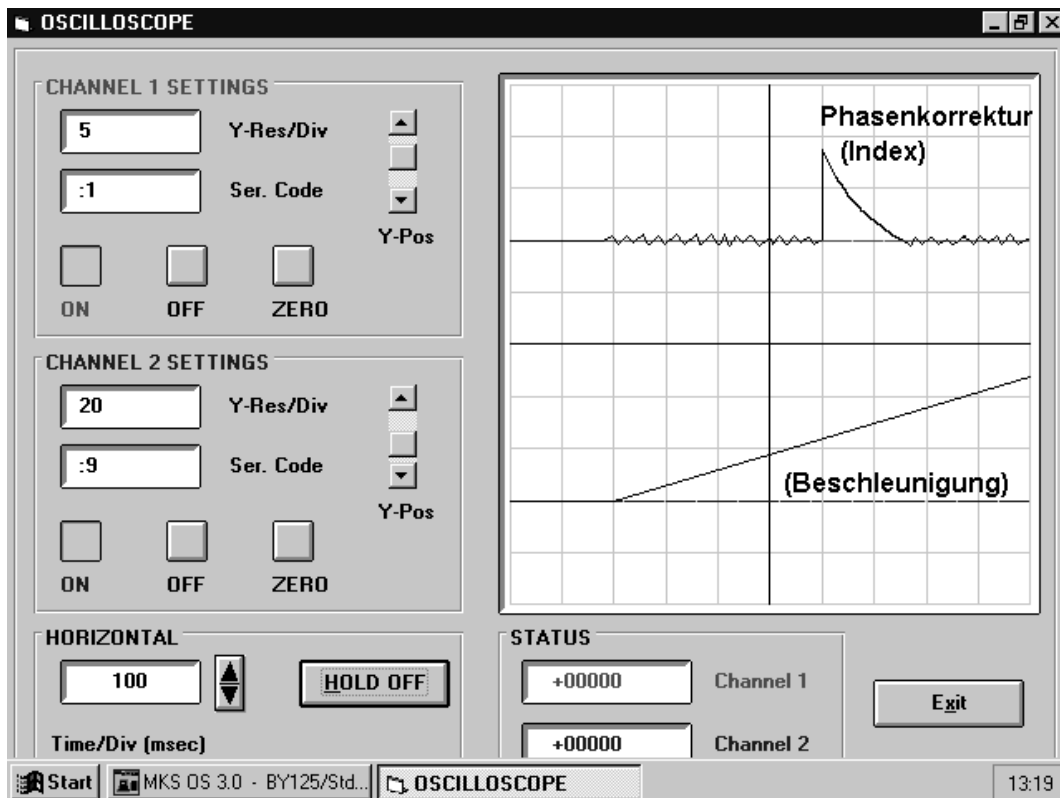 OSCILLOSCOPE
CHANNEL 1 SETTINGS
5 Y-Res/Div
:1 Ser. Code
Y-Pos
ON OFF ZERO
CHANNEL 2 SETTINGS
20 Y-Res/Div
:9 Ser. Code
Y-Pos
ON OFF ZERO
HORIZONTAL
100 HOLD OFF
Time/Div (msec)
Phasenkorrektur
(Index)
(Beschleunigung)
STATUS
+00000 Channel 1
+00000 Channel 2
Exit
Start MKS OS 3.0 - BY125/Std... OSCILLOSCOPE 13:19